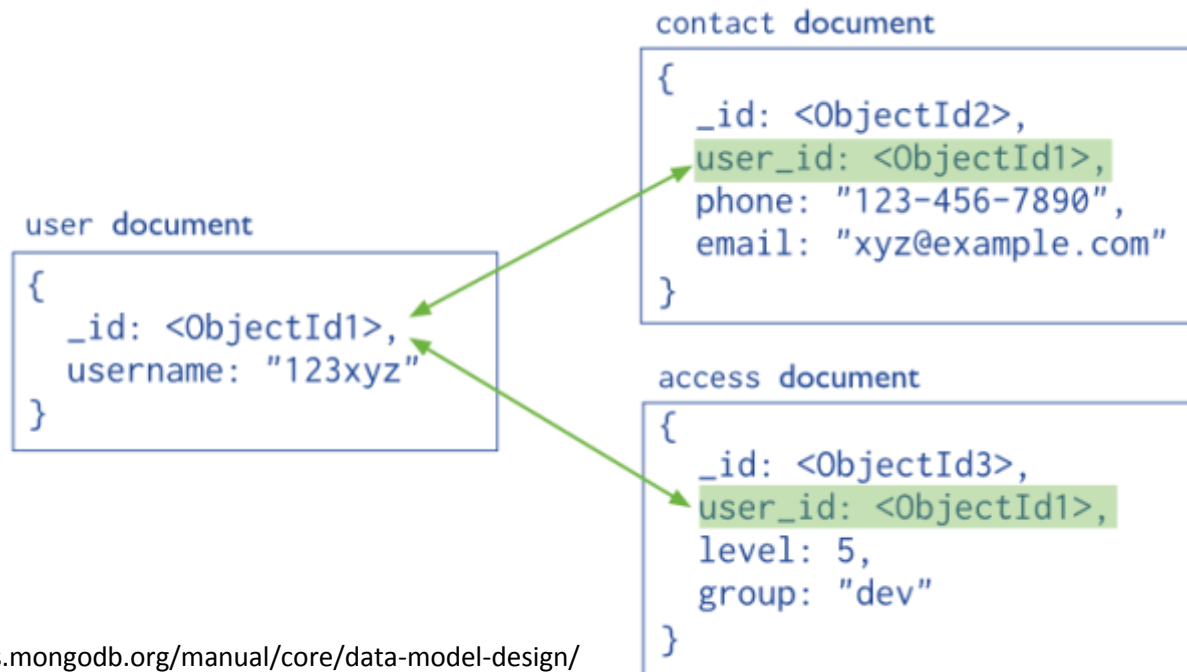 user document
{
_id: <ObjectId1>,
username: "123xyz"
}
contact document
{
_id: <ObjectId2>,
user_id: <ObjectId1>,
phone: "123-456-7890",
email: "xyz@example.com"
}
access document
{
_id: <ObjectId3>,
user_id: <ObjectId1>,
level: 5,
group: "dev"
}
s.mongodb.org/manual/core/data-model-design/